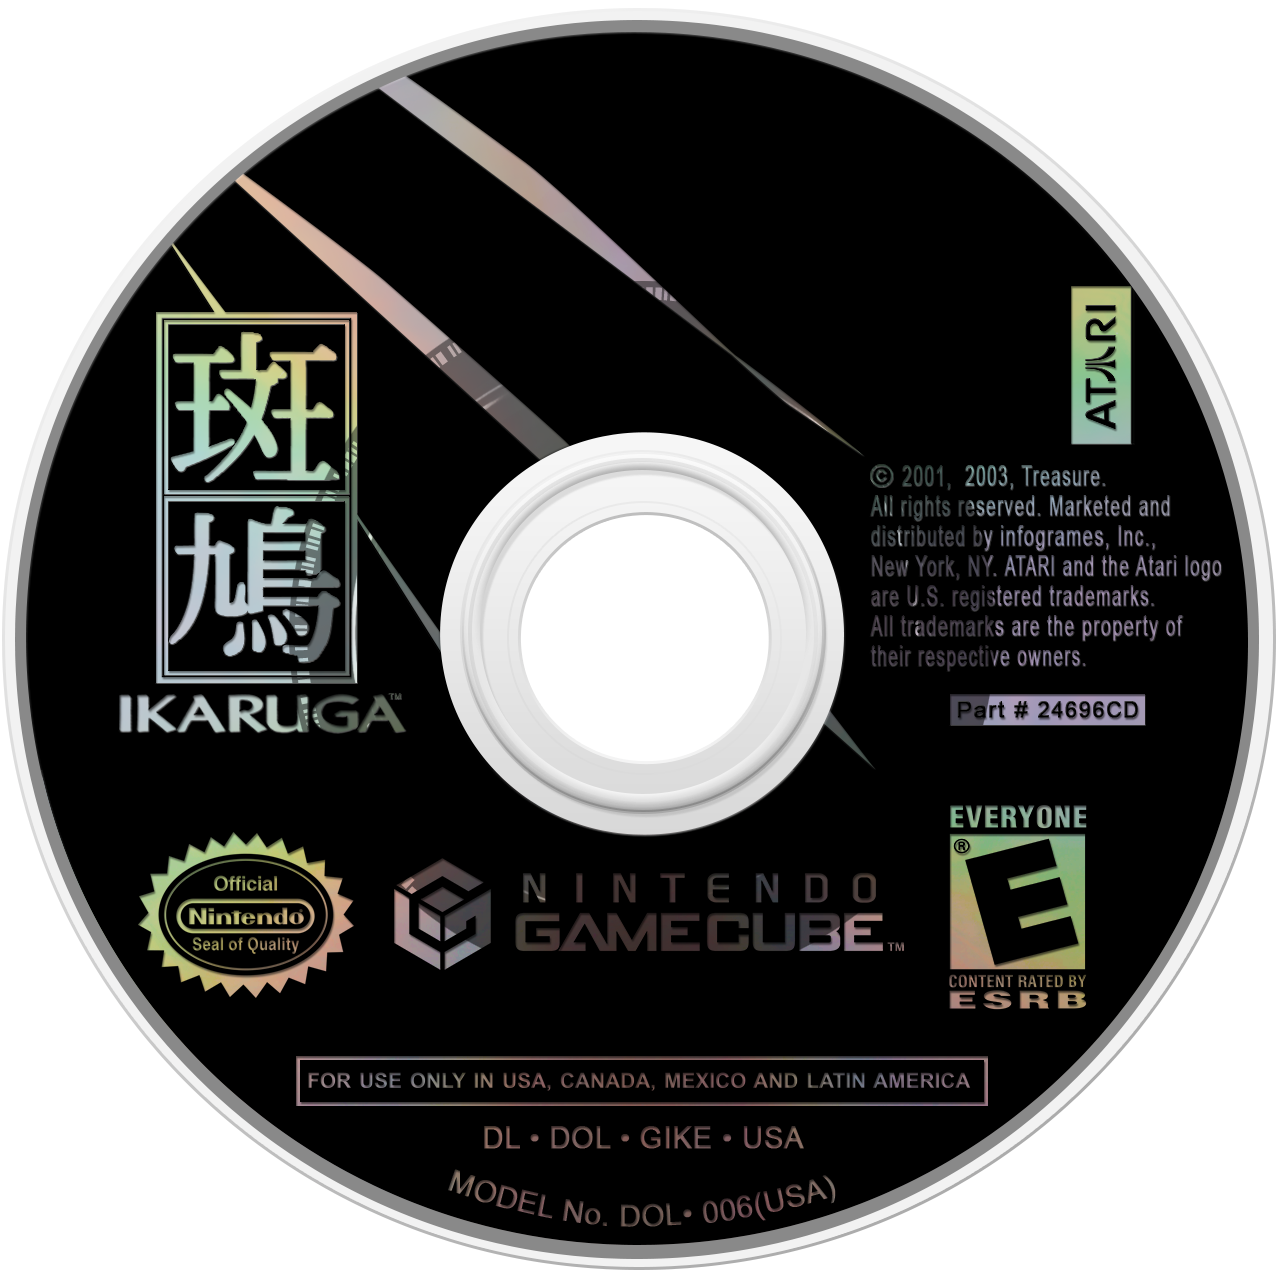 斑
鳩
IKARUGA™
ATARI
© 2001, 2003, Treasure.
All rights reserved. Marketed and
distributed by infogrames, Inc.,
New York, NY. ATARI and the Atari logo
are U.S. registered trademarks.
All trademarks are the property of
their respective owners.
Part # 24696CD
Official
Nintendo®
Seal of Quality
NINTENDO
GAMECUBE™
EVERYONE
®
E
CONTENT RATED BY
ESRB
FOR USE ONLY IN USA, CANADA, MEXICO AND LATIN AMERICA
DL • DOL • GIKE • USA
MODEL No. DOL• 006(USA)